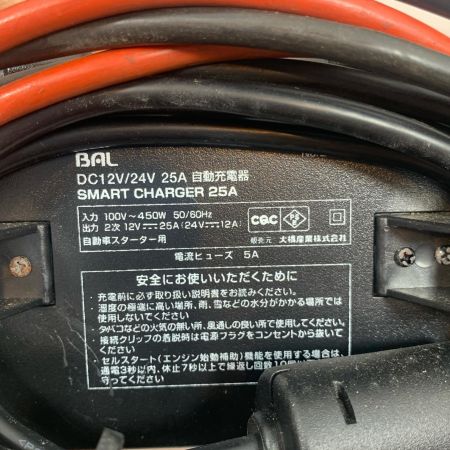 BAL
DC12V/24V 25A 自動充電器
SMART CHARGER 25A
入力 100V～450W 50/60Hz
出力 2次 12V⎓25A(24V⎓12A)
自動車スターター用
CQC
販売元 大橋産業株式会社
電流ヒューズ 5A
安全にお使いいただくために
・充電前に必ず取り扱い説明書をお読みください。
・湿度の極端に高い場所、雨、雪などの水分がかかる場所では
使用しないでください
・タバコなどの火気の無い所、風通しの良い所で使用してください。
・接続クリップの着脱時は電源プラグをコンセントから抜いて
ください
・セルスタート(エンジン始動補助)機能を使用する場合は、
通電3秒以内、休止7秒以上で繰返し回数10回以
守ってください